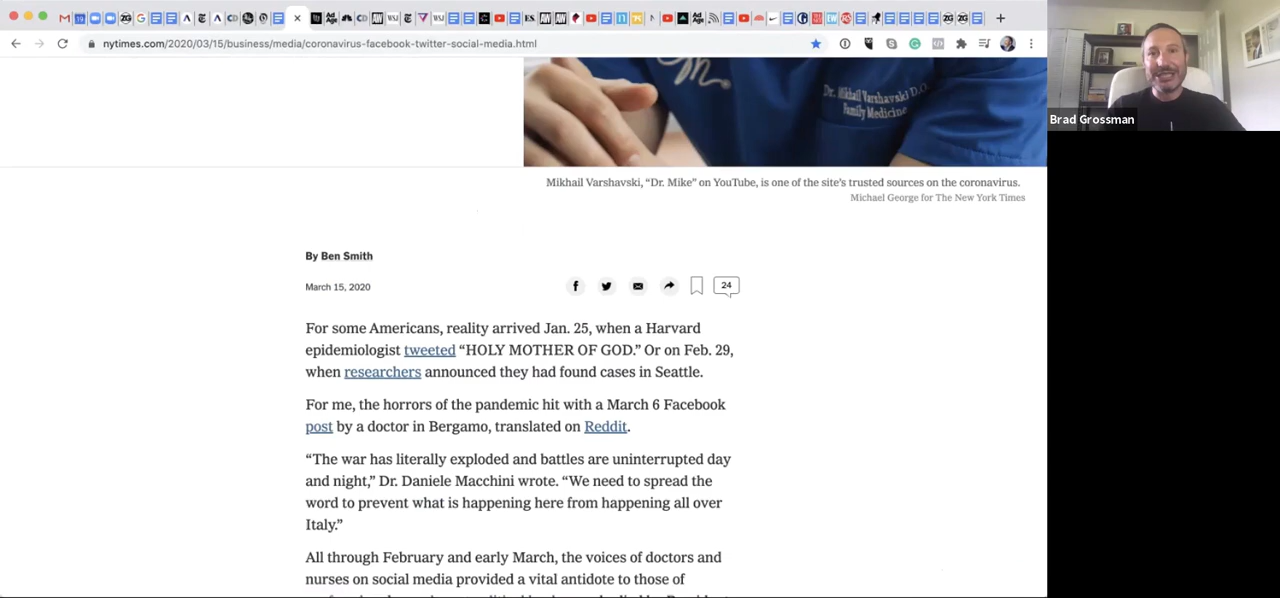 nytimes.com/2020/03/15/business/media/coronavirus-facebook-twitter-social-media.html
Brad Grossman
Dr. Mikhail Varshavski D.O.
Family Medicine
Mikhail Varshavski, “Dr. Mike” on YouTube, is one of the site’s trusted sources on the coronavirus.
Michael George for The New York Times
By Ben Smith
March 15, 2020
24
For some Americans, reality arrived Jan. 25, when a Harvard
epidemiologist tweeted “HOLY MOTHER OF GOD.” Or on Feb. 29,
when researchers announced they had found cases in Seattle.
For me, the horrors of the pandemic hit with a March 6 Facebook
post by a doctor in Bergamo, translated on Reddit.
“The war has literally exploded and battles are uninterrupted day
and night,” Dr. Daniele Macchini wrote. “We need to spread the
word to prevent what is happening here from happening all over
Italy.”
All through February and early March, the voices of doctors and
nurses on social media provided a vital antidote to those of